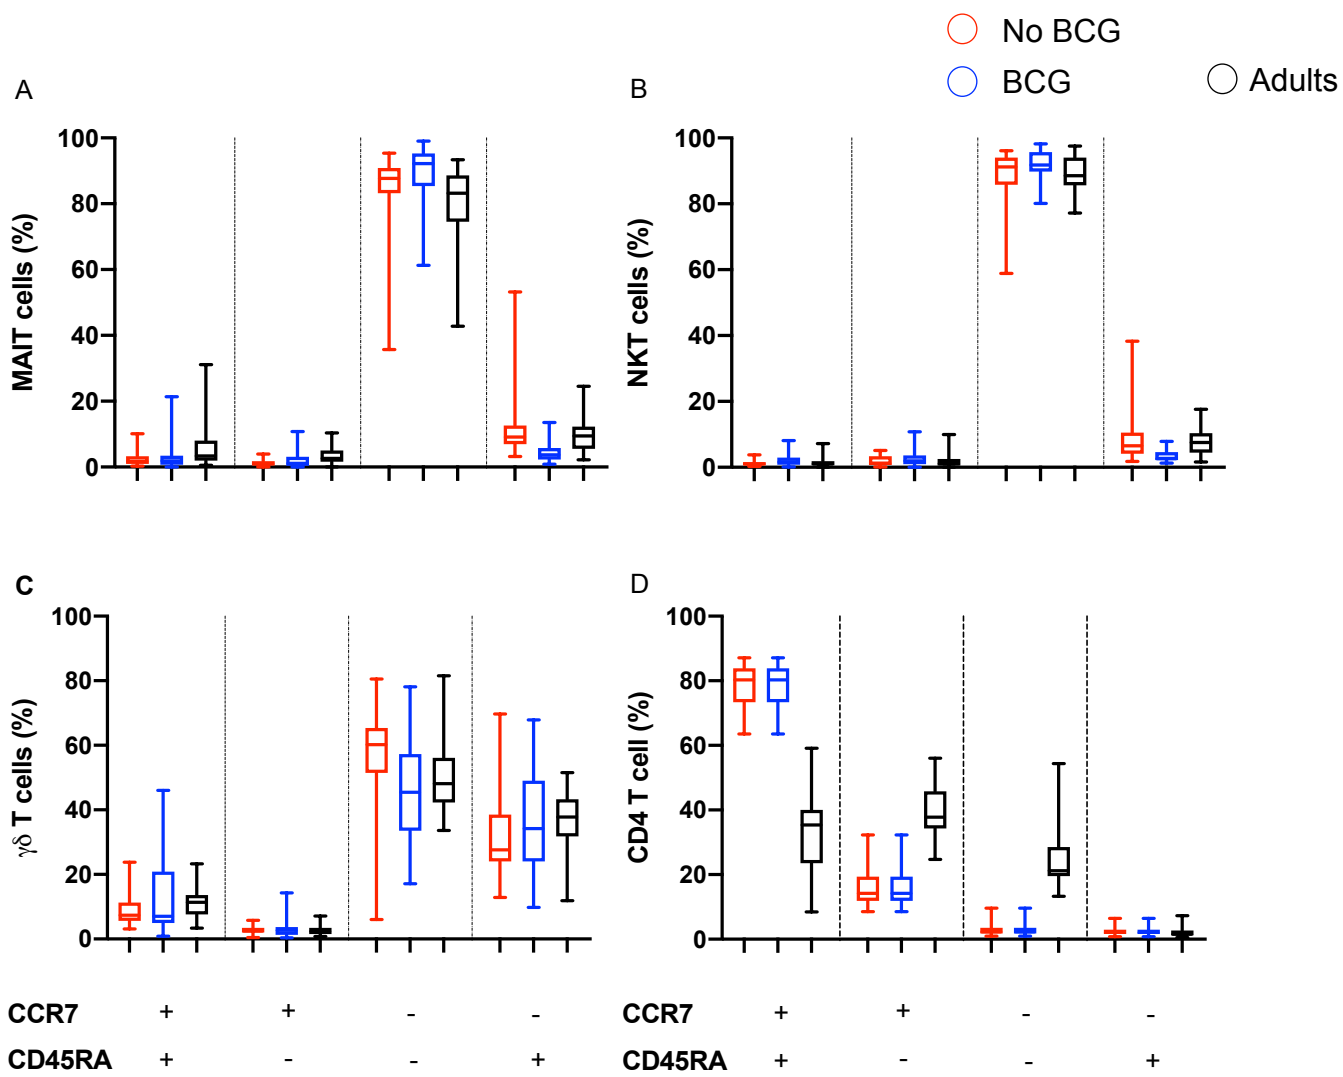 No BCG
BCG
Adults
A
B
100
80
60
40
20
0
MAIT cells (%)
100
80
60
40
20
0
NKT cells (%)
C
D
100
80
60
40
20
0
γδ T cells (%)
100
80
60
40
20
0
CD4 T cell (%)
CCR7 + + - -
CD45RA + - - +
CCR7 + + - -
CD45RA + - - +